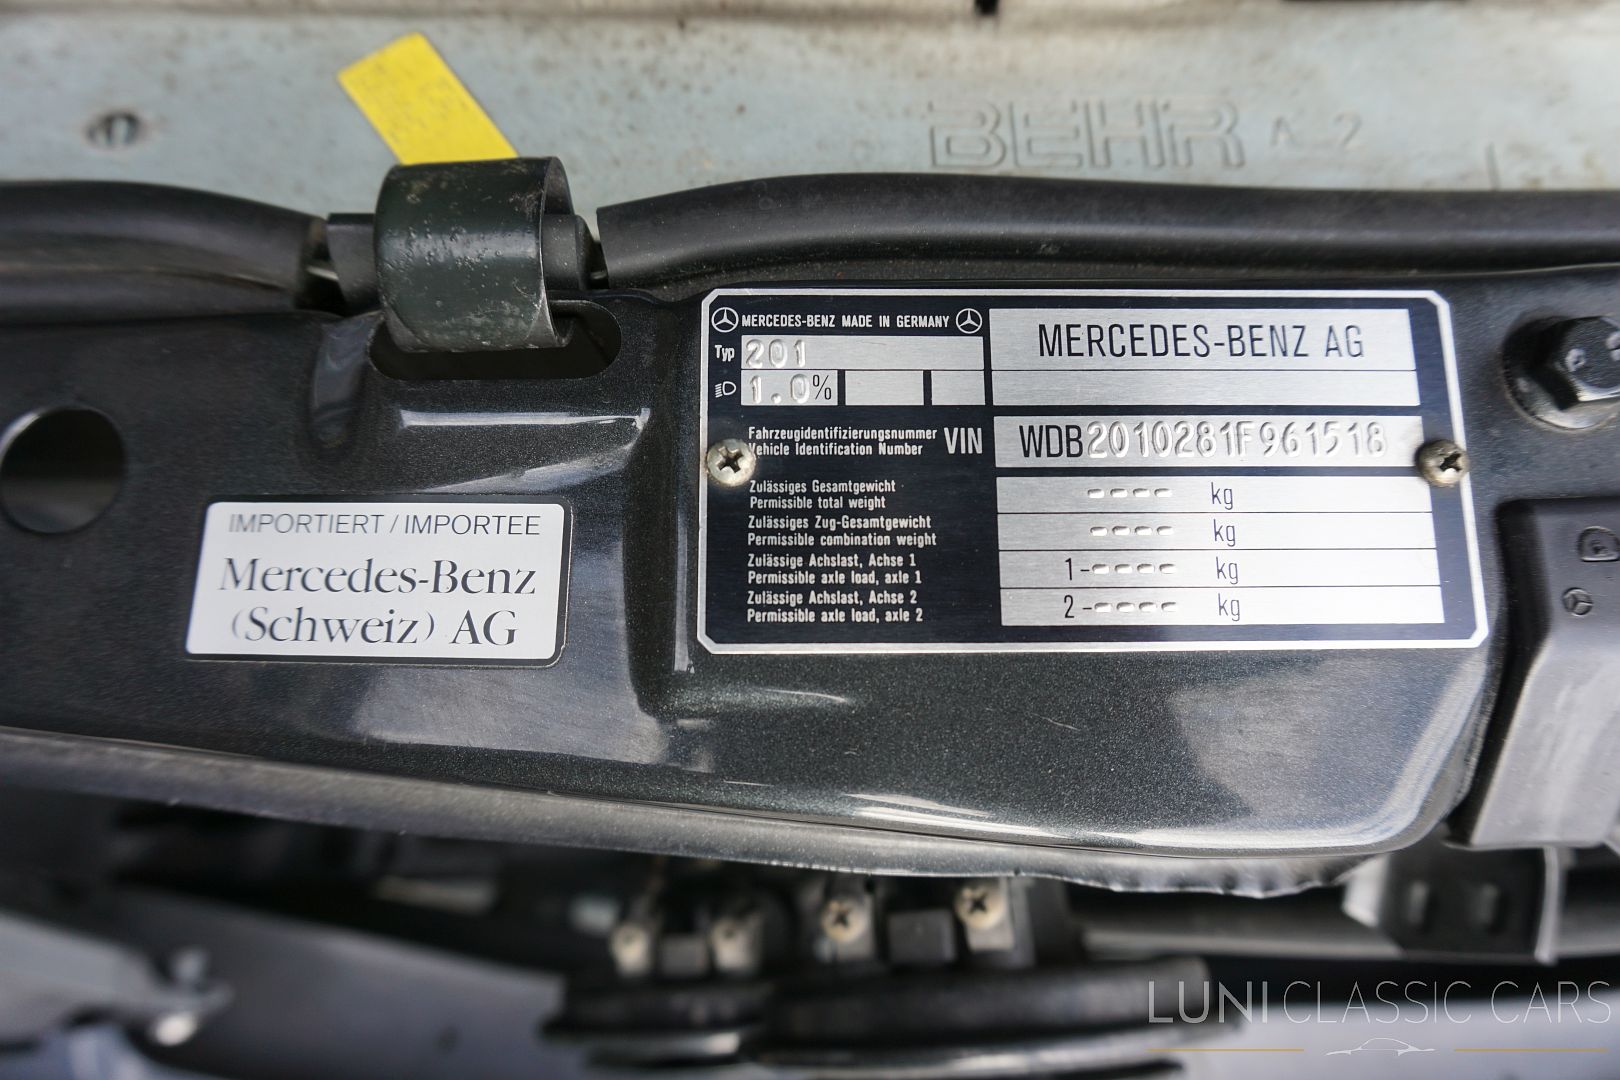 BEHR A 2
MERCEDES-BENZ MADE IN GERMANY
MERCEDES-BENZ AG
Typ 201
1.0%
Fahrzeugidentifizierungsnummer
Vehicle Identification Number
VIN WDB2010281F961518
Zulässiges Gesamtgewicht
Permissible total weight
---- kg
Zulässiges Zug-Gesamtgewicht
Permissible combination weight
---- kg
Zulässige Achslast, Achse 1
Permissible axle load, axle 1
1----- kg
Zulässige Achslast, Achse 2
Permissible axle load, axle 2
2----- kg
IMPORTIERT / IMPORTEE
Mercedes-Benz
(Schweiz) AG
LUNI CLASSIC CARS